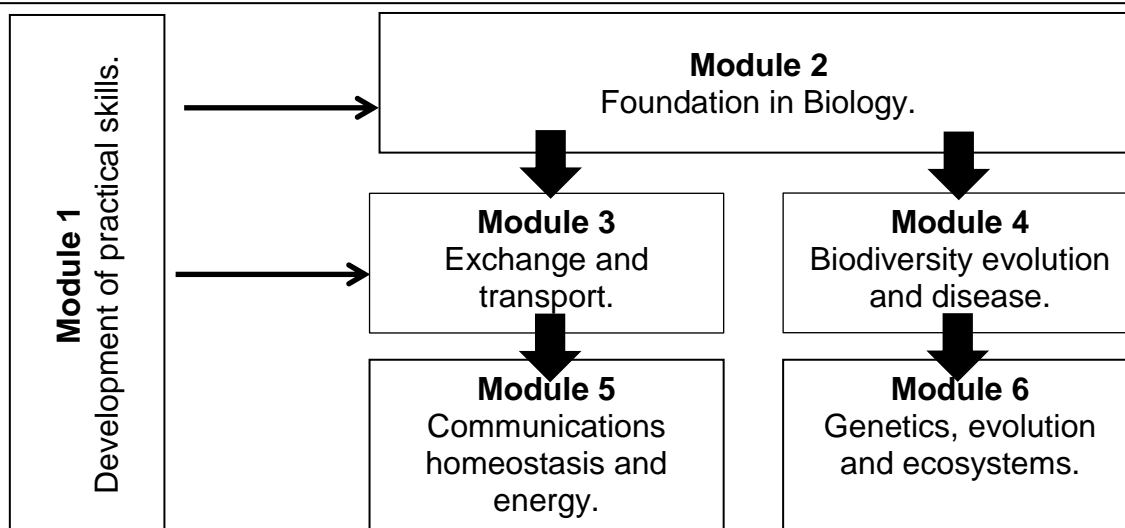 Module 1
Development of practical skills.
Module 2
Foundation in Biology.
Module 3
Exchange and
transport.
Module 4
Biodiversity evolution
and disease.
Module 5
Communications
homeostasis and
energy.
Module 6
Genetics, evolution
and ecosystems.